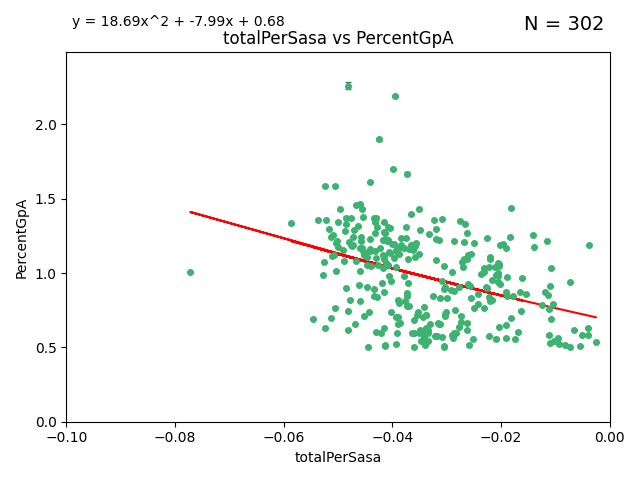 y = 18.69x^2 + -7.99x + 0.68
N = 302
totalPerSasa vs PercentGpA
PercentGpA
2.0
1.5
1.0
0.5
0.0
−0.10 −0.08 −0.06 −0.04 −0.02 0.00
totalPerSasa